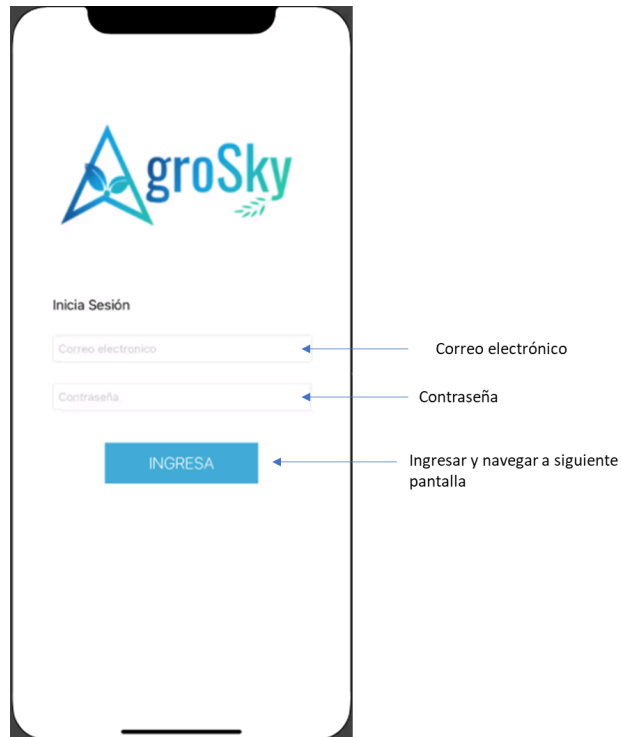 AgroSky
Inicia Sesión
Correo electronico
Correo electrónico
Contraseña
Contraseña
INGRESA
Ingresar y navegar a siguiente
pantalla